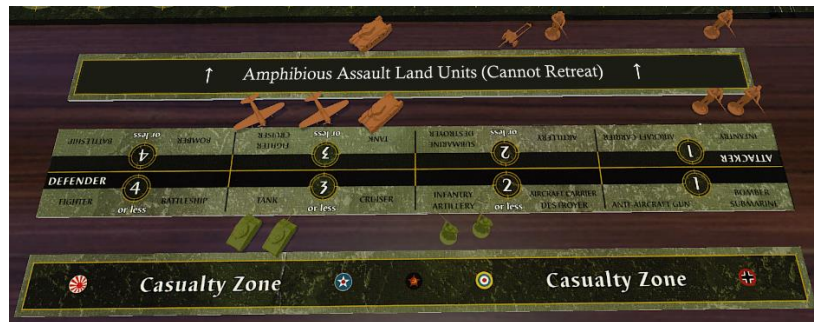 ↑ Amphibious Assault Land Units (Cannot Retreat) ↑
BATTLESHIP 4 or less BOMBER
CRUISER FIGHTER 3 or less TANK
DESTROYER SUBMARINE 2 or less ARTILLERY
AIRCRAFT CARRIER 1 INFANTRY
ATTACKER
DEFENDER
FIGHTER 4 or less BATTLESHIP
TANK 3 or less CRUISER
INFANTRY ARTILLERY 2 or less AIRCRAFT CARRIER DESTROYER
ANTI-AIRCRAFT GUN 1 BOMBER SUBMARINE
Casualty Zone Casualty Zone